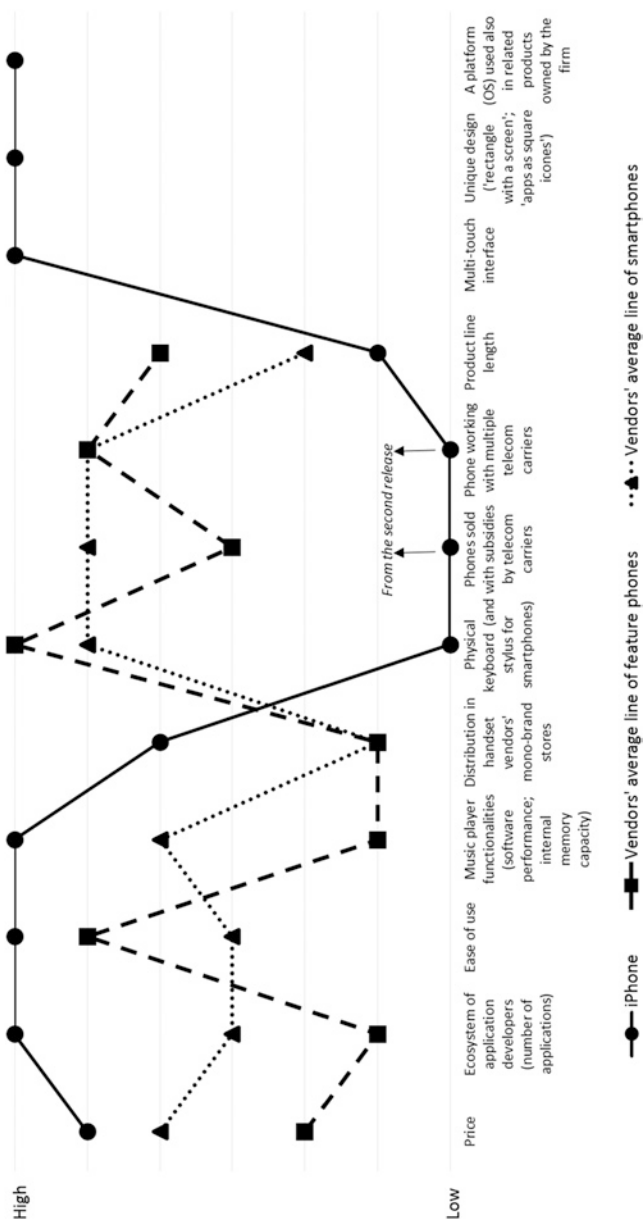 High
Low
From the second release
Price
Ecosystem of
application
developers
(number of
applications)
Ease of use
Music player
functionalities
(software
performance;
internal
memory
capacity)
Distribution in
handset
vendors'
mono-brand
stores
Physical
keyboard (and
stylus for
smartphones)
Phones sold
with subsidies
by telecom
carriers
Phone working
with multiple
telecom
carriers
Product line
length
Multi-touch
interface
Unique design
('rectangle
with a screen';
'apps as square
icones')
A platform
(OS) used also
in related
products
owned by the
firm
iPhone
Vendors' average line of feature phones
Vendors' average line of smartphones